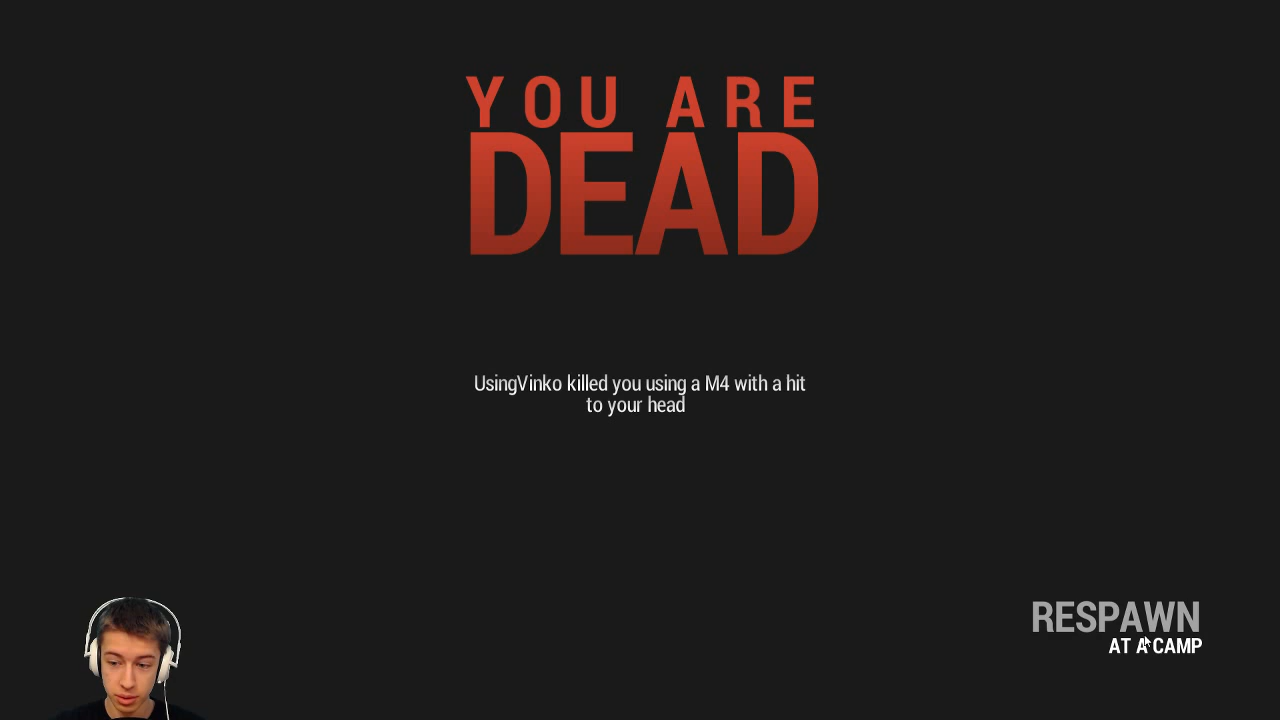 YOU ARE
DEAD
UsingVinko killed you using a M4 with a hit
to your head
RESPAWN
AT A CAMP